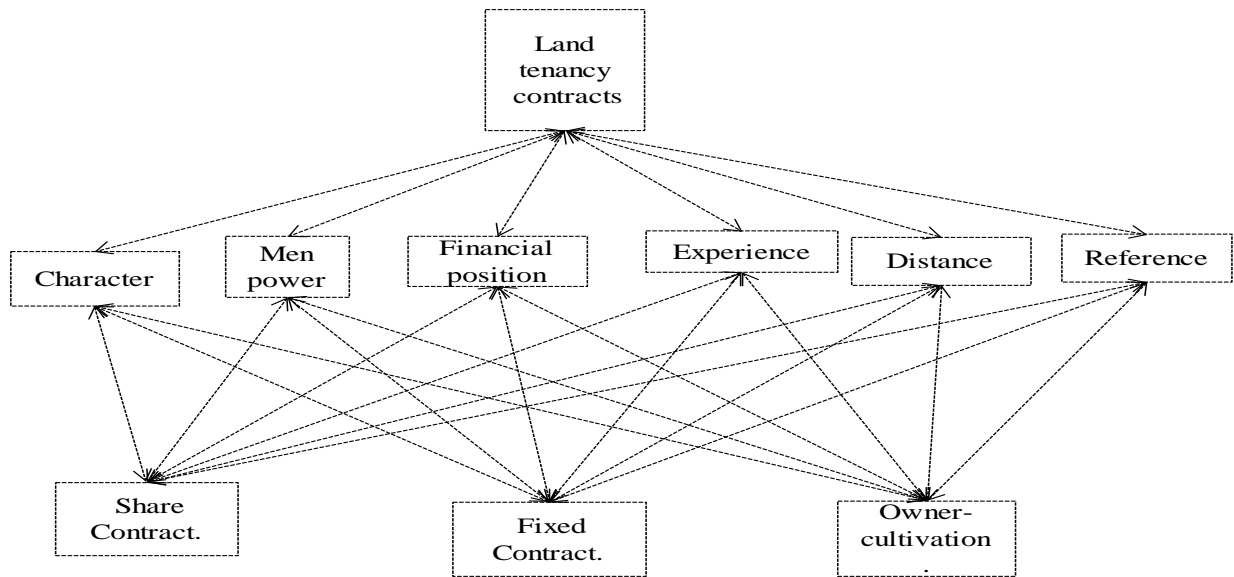 Land
tenancy
contracts
Character
Men
power
Financial
position
Experience
Distance
Reference
Share
Contract.
Fixed
Contract.
Owner-
cultivation
.